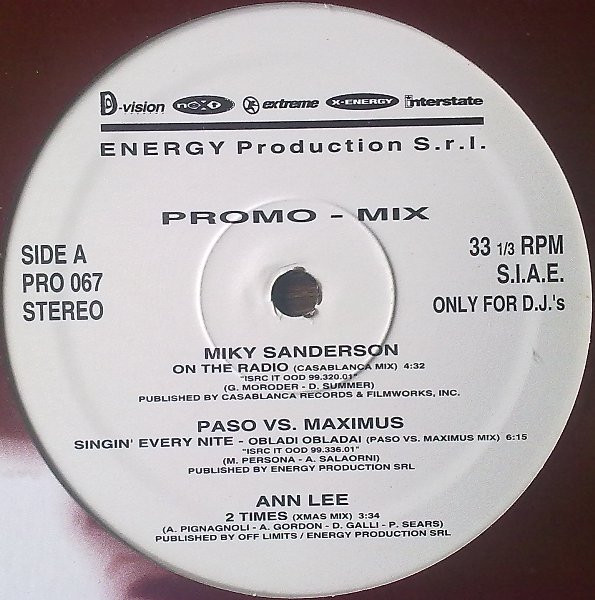 D-vision next extreme X-ENERGY interstate
ENERGY Production S.r.l.
PROMO - MIX
SIDE A
PRO 067
STEREO
33 1/3 RPM
S.I.A.E.
ONLY FOR D.J.'s
MIKY SANDERSON
ON THE RADIO (CASABLANCA MIX) 4:32
"ISRC IT OOD 99.320.01"
(G. MORODER - D. SUMMER)
PUBLISHED BY CASABLANCA RECORDS & FILMWORKS, INC.
PASO VS. MAXIMUS
SINGIN' EVERY NITE - OBLADI OBLADAI (PASO VS. MAXIMUS MIX) 6:15
"ISRC IT OOD 99.336.01"
(M. PERSONA - A. SALAORNI)
PUBLISHED BY ENERGY PRODUCTION SRL
ANN LEE
2 TIMES (XMAS MIX) 3:34
(A. PIGNAGNOLI - A. GORDON - D. GALLI - P. SEARS)
PUBLISHED BY OFF LIMITS / ENERGY PRODUCTION SRL